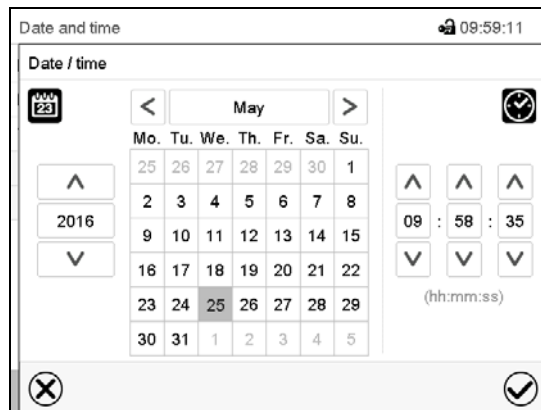 Date and time 09:59:11
Date / time
23
< May >
Mo. Tu. We. Th. Fr. Sa. Su.
25 26 27 28 29 30 1
2 3 4 5 6 7 8
2016
9 10 11 12 13 14 15
16 17 18 19 20 21 22
23 24 25 26 27 28 29
30 31 1 2 3 4 5
09 : 58 : 35
(hh:mm:ss)